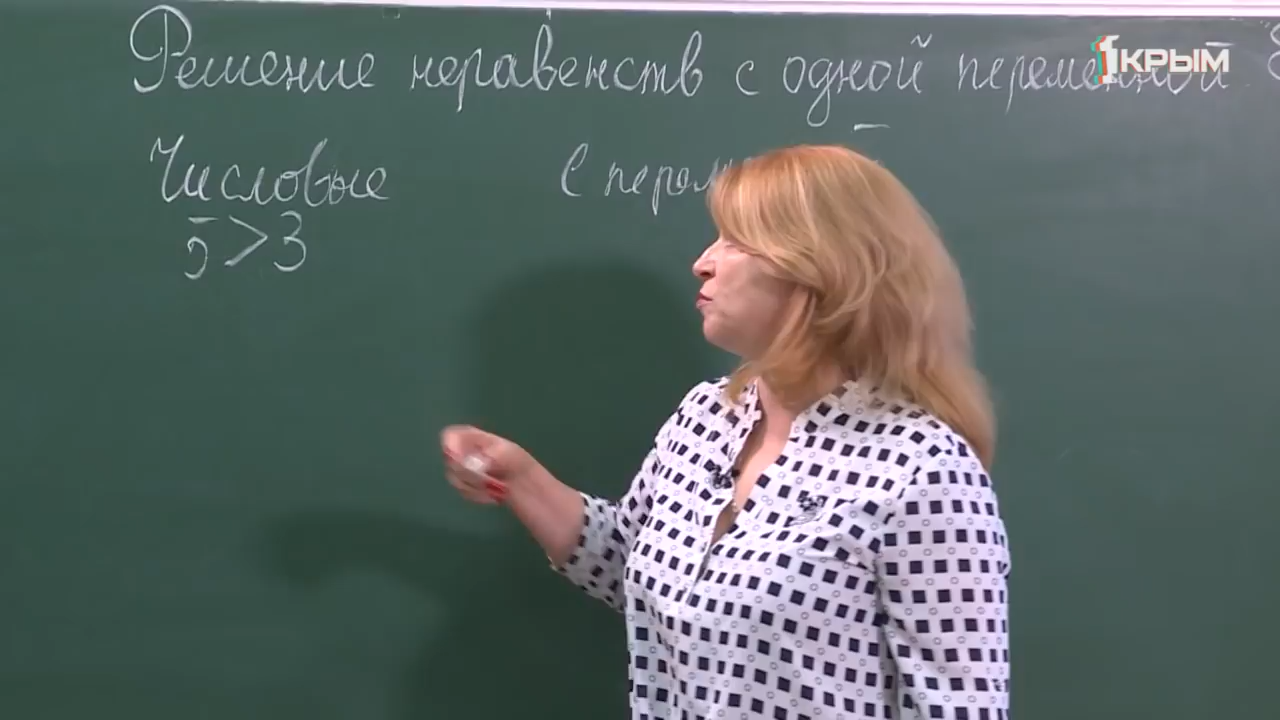 Решение неравенств с одной переменной
1КРЫМ
Числовые С перем
5>3